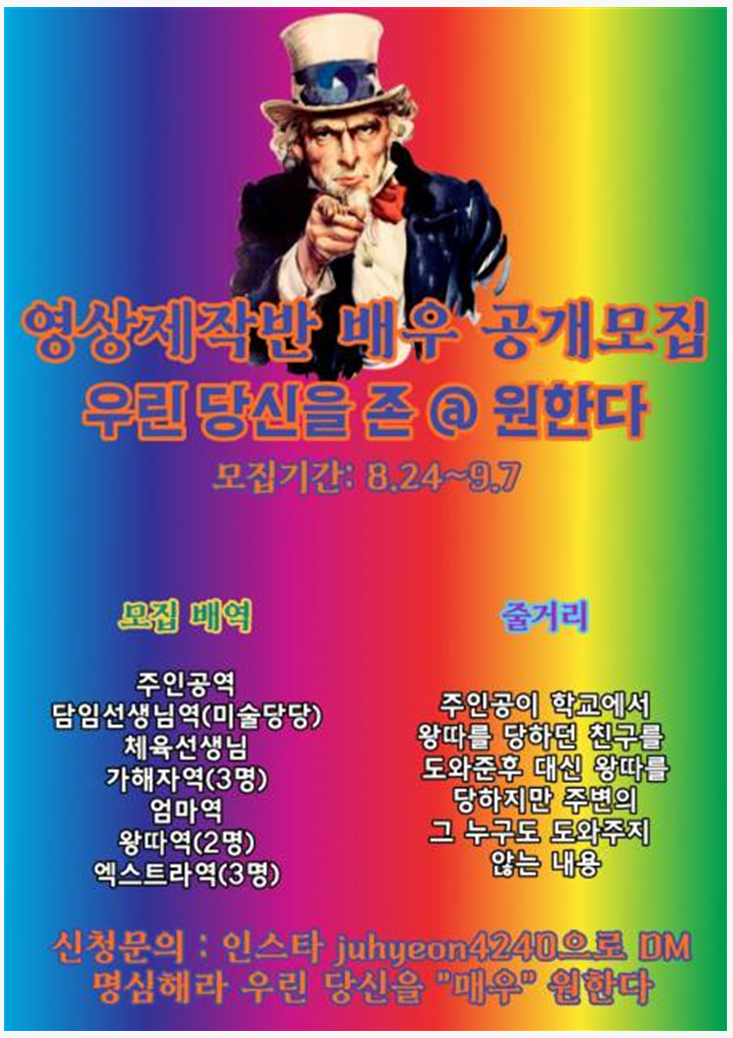 영상제작반 배우 공개모집
우린 당신을 존 @ 원한다
모집기간: 8.24~9.7
모집 배역
주인공역
담임선생님역(미술당당)
체육선생님
가해자역(3명)
엄마역
왕따역(2명)
엑스트라역(3명)
줄거리
주인공이 학교에서
왕따를 당하던 친구를
도와준후 대신 왕따를
당하지만 주변의
그 누구도 도와주지
않는 내용
신청문의 : 인스타 juhyeon4240으로 DM
명심해라 우린 당신을 "매우" 원한다